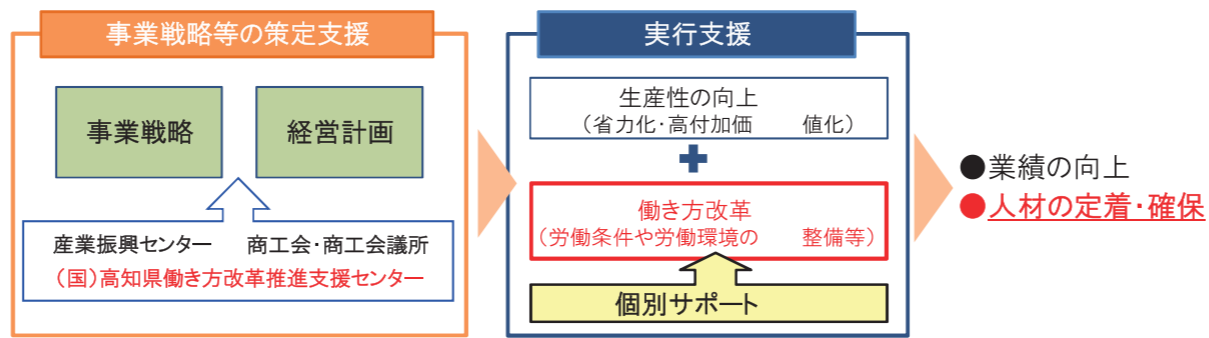 事業戦略等の策定支援
事業戦略
経営計画
産業振興センター　商工会・商工会議所
（国）高知県働き方改革推進支援センター
実行支援
生産性の向上
（省力化・高付加価　値化）
働き方改革
（労働条件や労働環境の　整備等）
個別サポート
●業績の向上
●人材の定着・確保